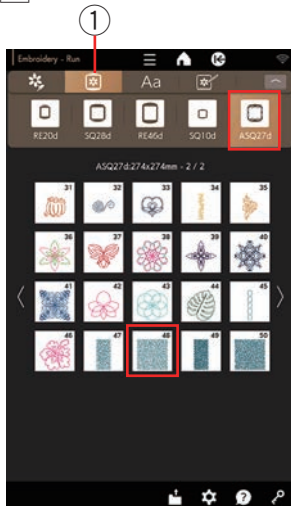 1
Embroidery - Run
Aa
RE20d SQ28d RE46d SQ10d ASQ27d
ASQ27d:274x274mm - 2 / 2
31 32 33 34 35
36 37 38 39 40
41 42 43 44 45
46 47 48 49 50
?